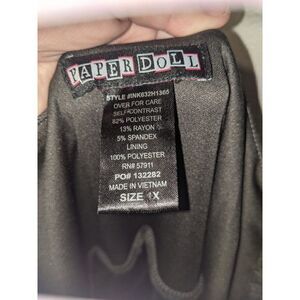 PAPER DOLL
STYLE #INK632H1365
OVER FOR CARE
SELF/CONTRAST
82% POLYESTER
13% RAYON
5% SPANDEX
LINING
100% POLYESTER
RN# 57911
PO# 132282
MADE IN VIETNAM
SIZE 1X